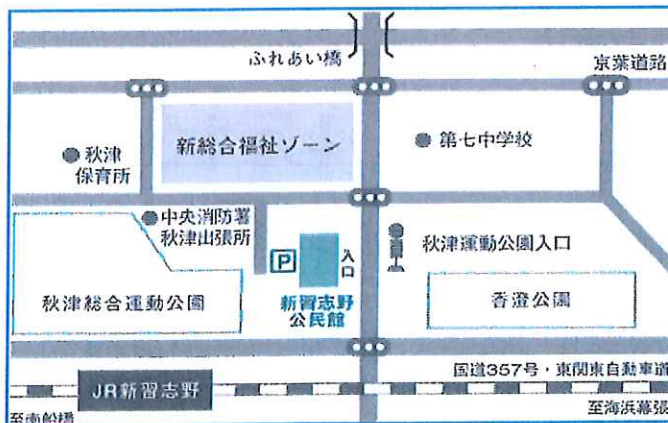 ふれあい橋
京葉道路
新総合福祉ゾーン
第七中学校
秋津
保育所
中央消防署
秋津出張所
P
入口
秋津運動公園入口
秋津総合運動公園
新習志野
公民館
香澄公園
国道357号・東関東自動車道
JR新習志野
至南船橋
至海浜幕張